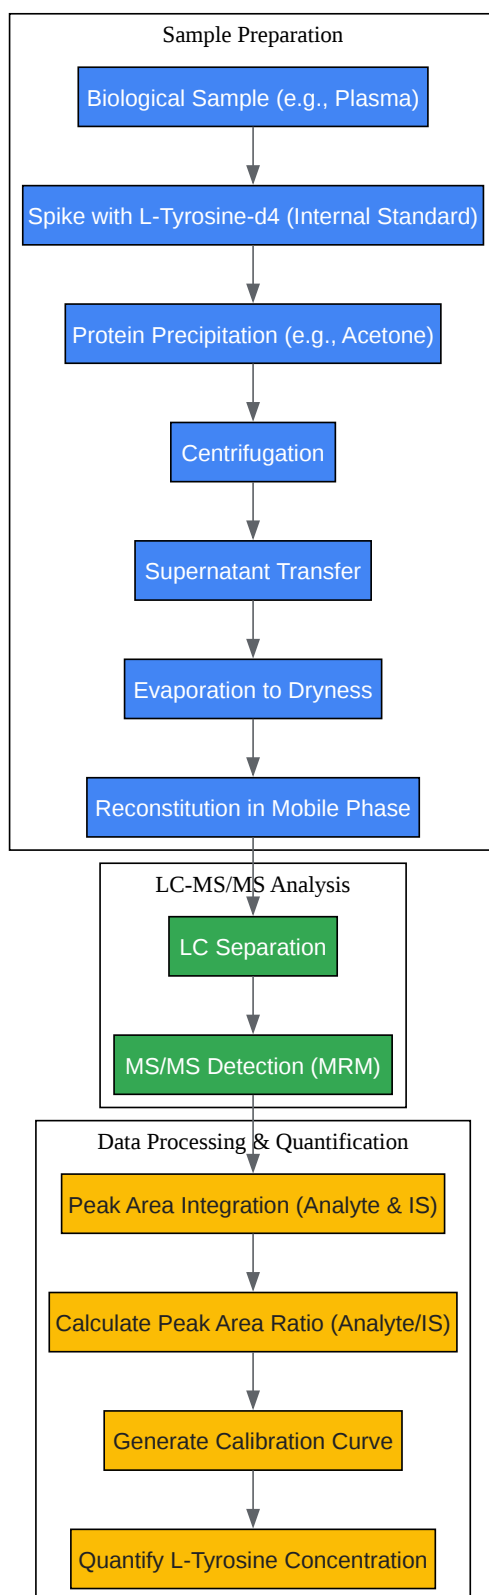 Sample Preparation
Biological Sample (e.g., Plasma)
Spike with L-Tyrosine-d4 (Internal Standard)
Protein Precipitation (e.g., Acetone)
Centrifugation
Supernatant Transfer
Evaporation to Dryness
Reconstitution in Mobile Phase
LC-MS/MS Analysis
LC Separation
MS/MS Detection (MRM)
Data Processing & Quantification
Peak Area Integration (Analyte & IS)
Calculate Peak Area Ratio (Analyte/IS)
Generate Calibration Curve
Quantify L-Tyrosine Concentration